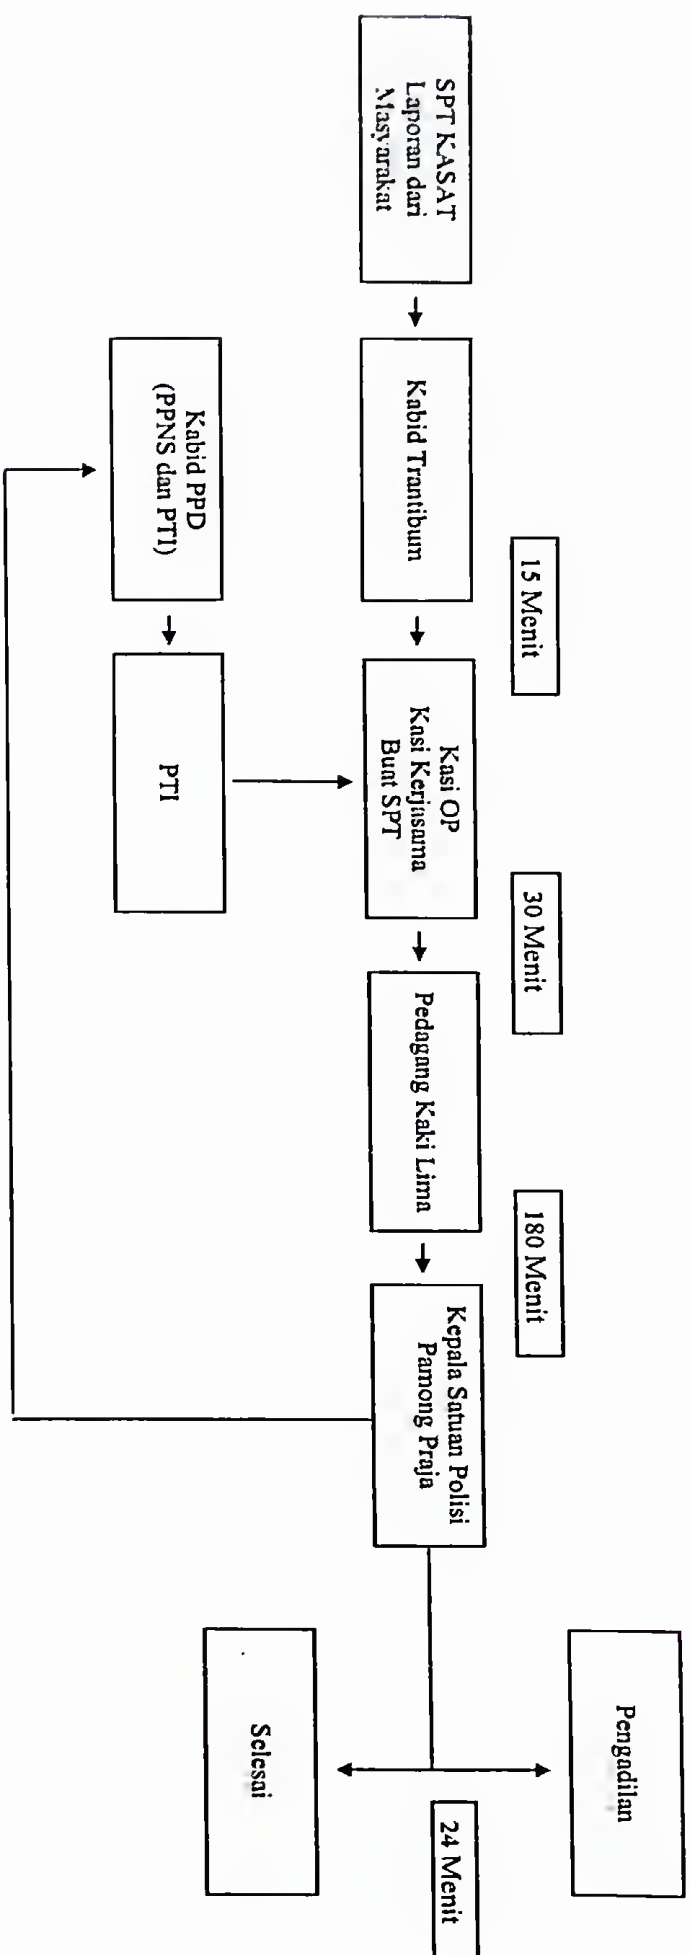 15 Menit
30 Menit
180 Menit
24 Menit
SPT KASAT
Laporan dari
Masyarakat
Kabid Trantibum
Kasi OP
Kasi Kerjasama
Buat SPT
Pedagang Kaki Lima
Kepala Satuan Polisi
Pamong Praja
Pengadilan
Selesai
Kabid PPD
(PPNS dan PTI)
PTI